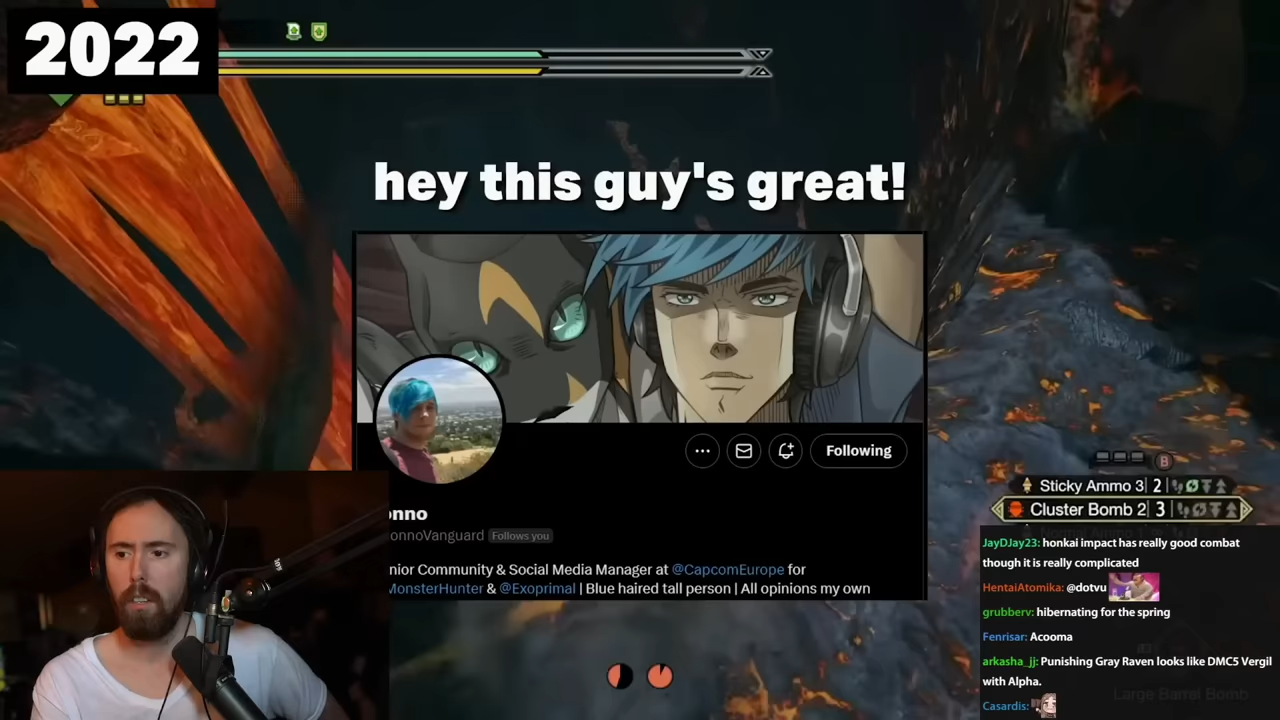 2022
hey this guy's great!
Following
onno
onnoVanguard Follows you
nior Community & Social Media Manager at @CapcomEurope for
MonsterHunter & @Exoprimal | Blue haired tall person | All opinions my own
B
Sticky Ammo 3 2
Cluster Bomb 2 3
JayDJay23: honkai impact has really good combat
though it is really complicated
HentaiAtomika: @dotvu
grubberv: hibernating for the spring
Fenrisar: Acooma
arkasha_jj: Punishing Gray Raven looks like DMC5 Vergil
with Alpha.
Casardis:
Large Barrel Bomb